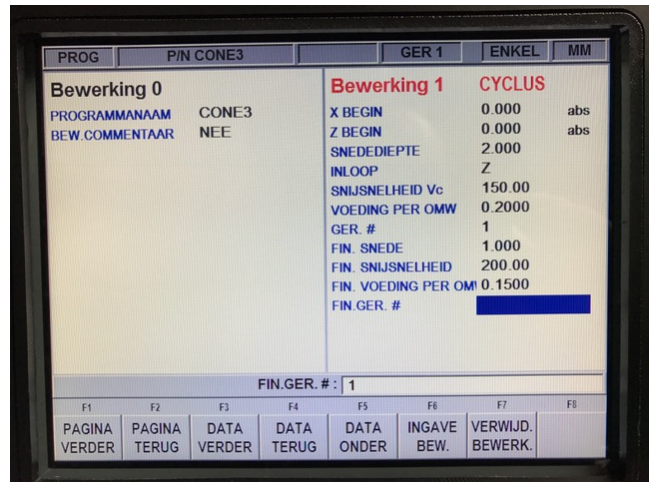 PROG P/N CONE3 GER 1 ENKEL MM
Bewerking 0
PROGRAMMANAAM CONE3
BEW.COMMENTAAR NEE
Bewerking 1 CYCLUS
X BEGIN 0.000 abs
Z BEGIN 0.000 abs
SNEDEDIEPTE 2.000
INLOOP Z
SNIJSNELHEID Vc 150.00
VOEDING PER OMW 0.2000
GER. # 1
FIN. SNEDE 1.000
FIN. SNIJSNELHEID 200.00
FIN. VOEDING PER OM 0.1500
FIN.GER. #
FIN.GER. # : 1
F1 F2 F3 F4 F5 F6 F7 F8
PAGINA VERDER
PAGINA TERUG
DATA VERDER
DATA TERUG
DATA ONDER
INGAVE BEW.
VERWIJD. BEWERK.